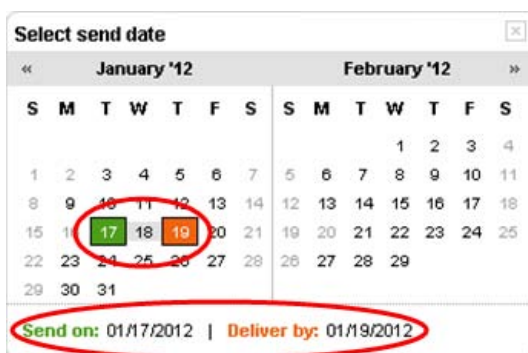 Select send date
« January '12 February '12 »
S M T W T F S S M T W T F S
1 2 3 4
1 2 3 4 5 6 7 5 6 7 8 9 10 11
8 9 10 11 12 13 14 12 13 14 15 16 17 18
15 16 17 18 19 20 21 19 20 21 22 23 24 25
22 23 24 25 26 27 28 26 27 28 29
29 30 31
Send on: 01/17/2012 | Deliver by: 01/19/2012